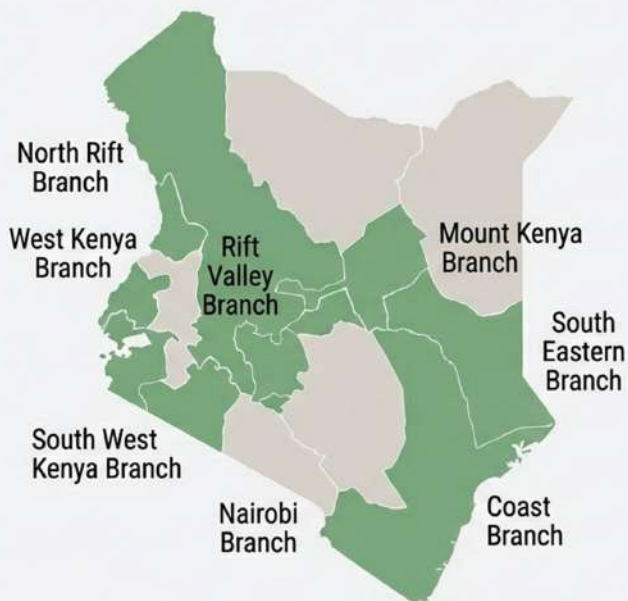 North Rift
Branch
West Kenya
Branch
Rift
Valley
Branch
Mount Kenya
Branch
South
Eastern
Branch
South West
Kenya Branch
Nairobi
Branch
Coast
Branch